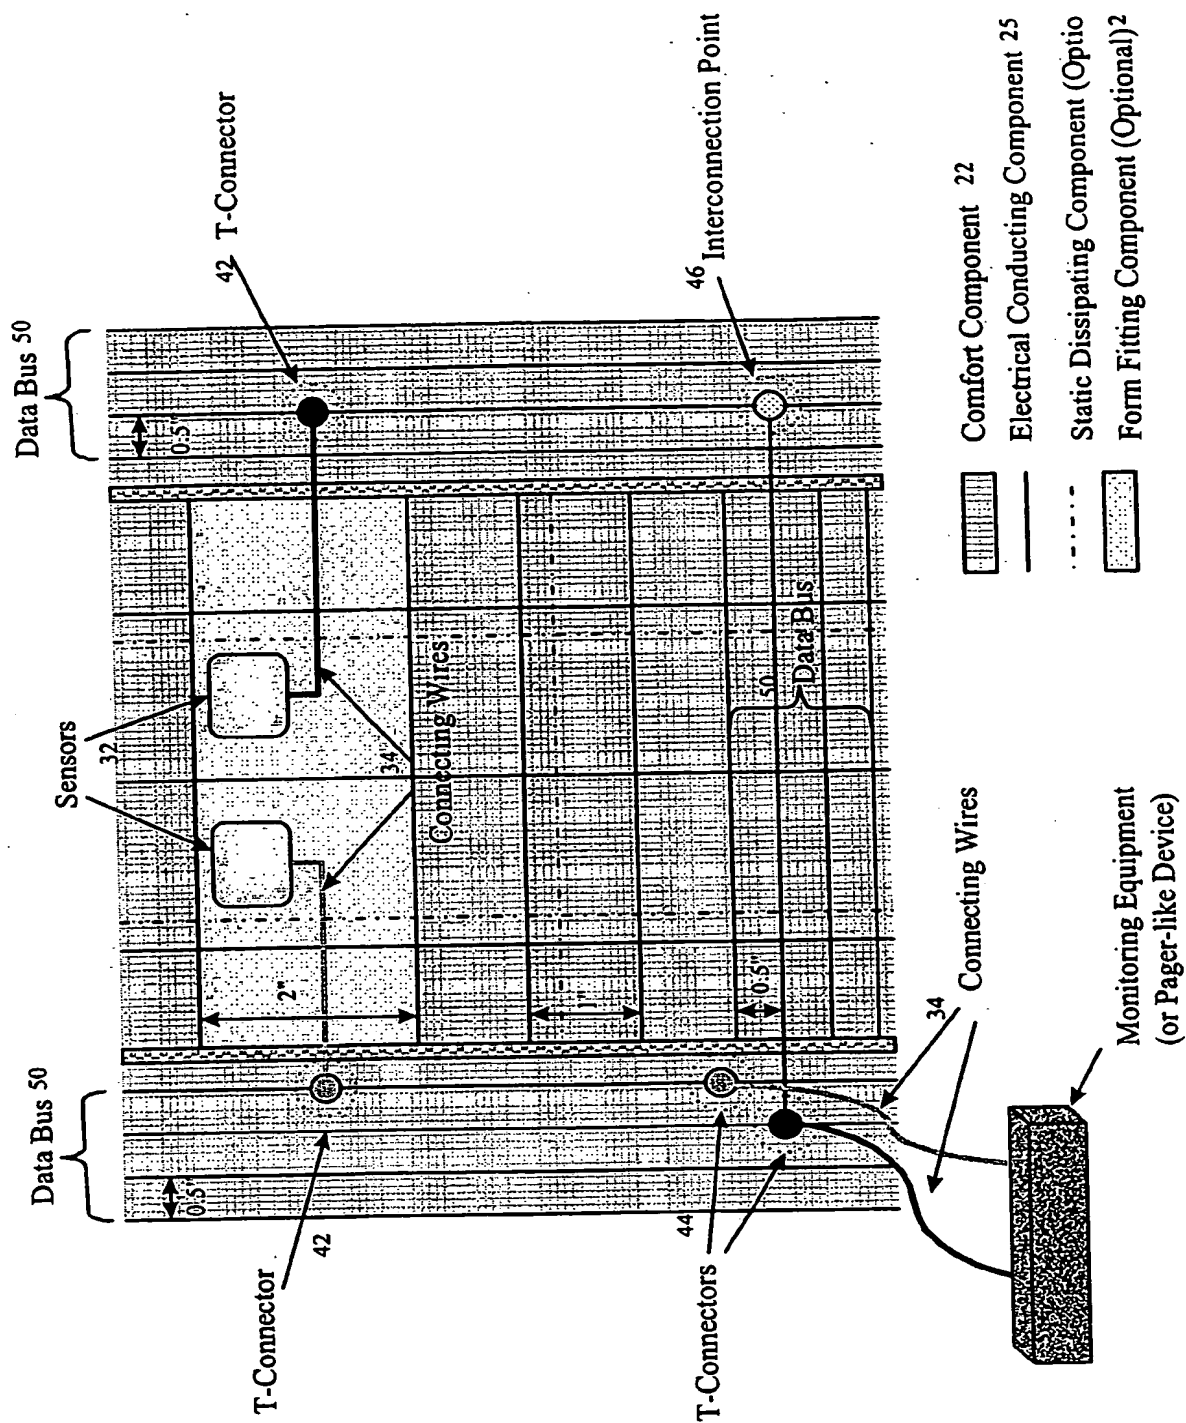 Data Bus 50
T-Connector
42
0.5"
Sensors
32
34
Connecting Wires
2"
1"
0.5"
50
Data Bus
46 Interconnection Point
Data Bus 50
0.5"
42 T-Connector
T-Connectors
44
34 Connecting Wires
Monitoring Equipment
(or Pager-like Device)
Comfort Component 22
Electrical Conducting Component 25
Static Dissipating Component (Optio
Form Fitting Component (Optional) 2